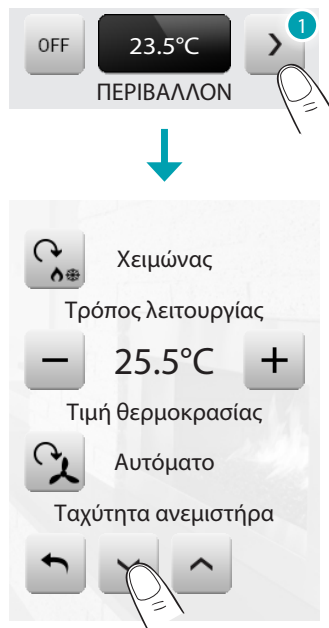 1
OFF 23.5°C
ΠΕΡΙΒΑΛΛΟΝ
Χειμώνας
Τρόπος λειτουργίας
25.5°C
Τιμή θερμοκρασίας
Αυτόματο
Ταχύτητα ανεμιστήρα